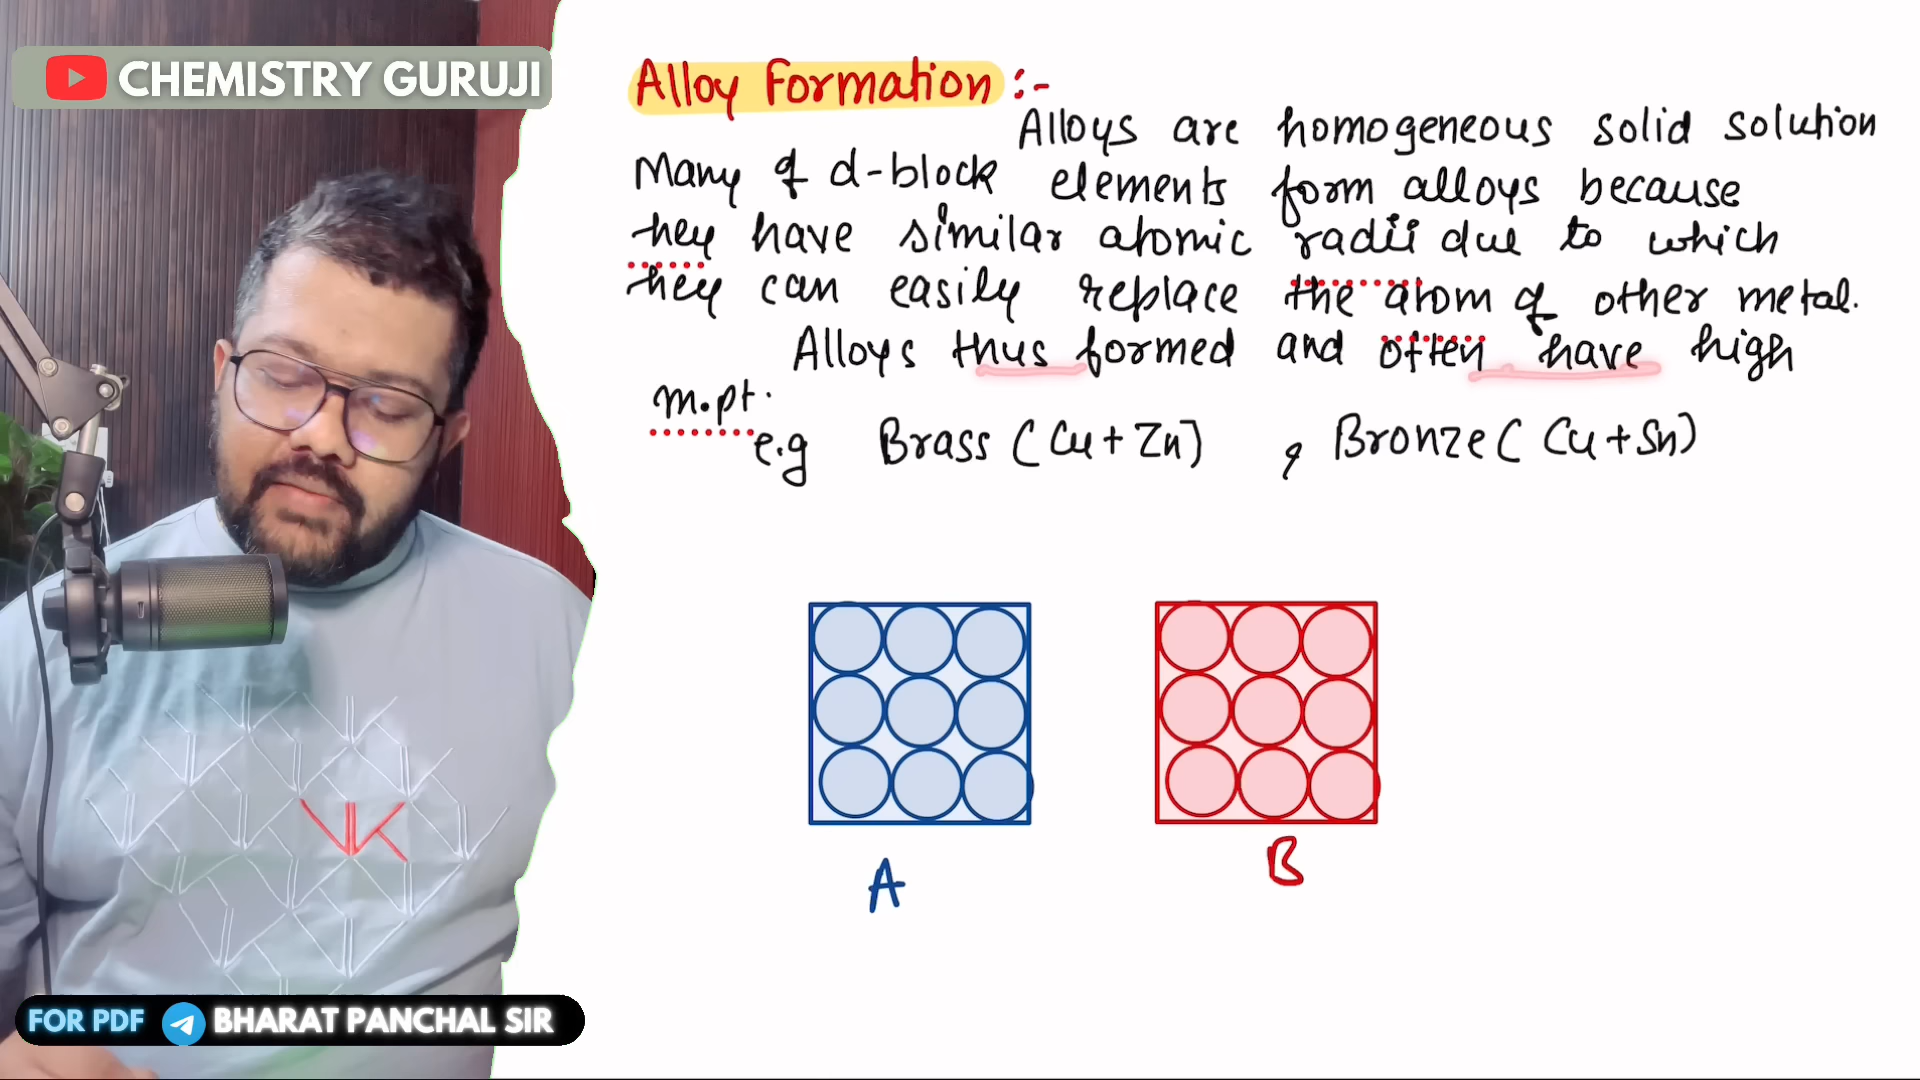 CHEMISTRY GURUJI
Alloy Formation :-
Alloys are homogeneous solid solution
Many of d-block elements form alloys because
they have similar atomic radii due to which
they can easily replace the atom of other metal.
Alloys thus formed and often have high
m.pt.
e.g Brass (Cu+Zn) , Bronze (Cu+Sn)
A
B
VK
FOR PDF BHARAT PANCHAL SIR